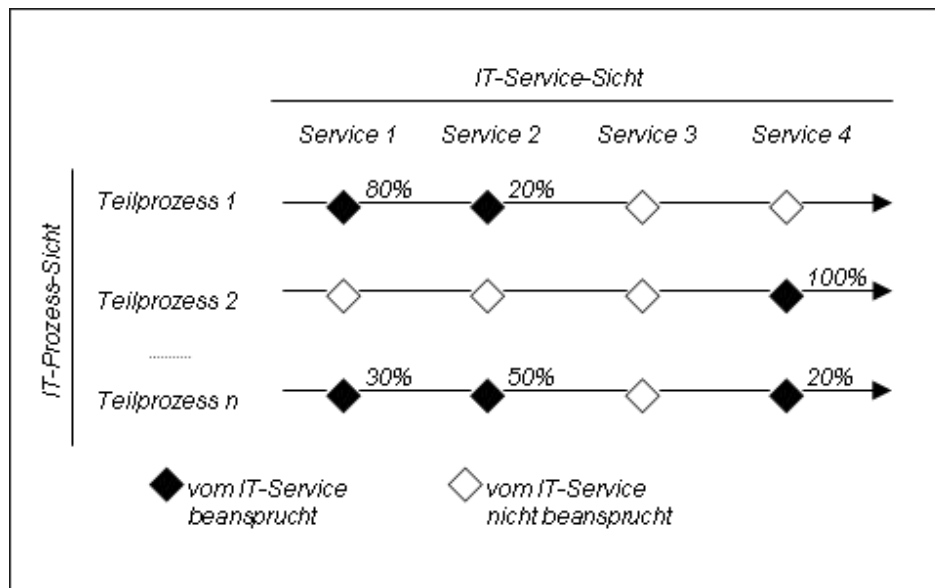 IT-Service-Sicht
Service 1 Service 2 Service 3 Service 4
IT-Prozess-Sicht
Teilprozess 1 80% 20%
Teilprozess 2 100%
..........
Teilprozess n 30% 50% 20%
vom IT-Service
beansprucht
vom IT-Service
nicht beansprucht